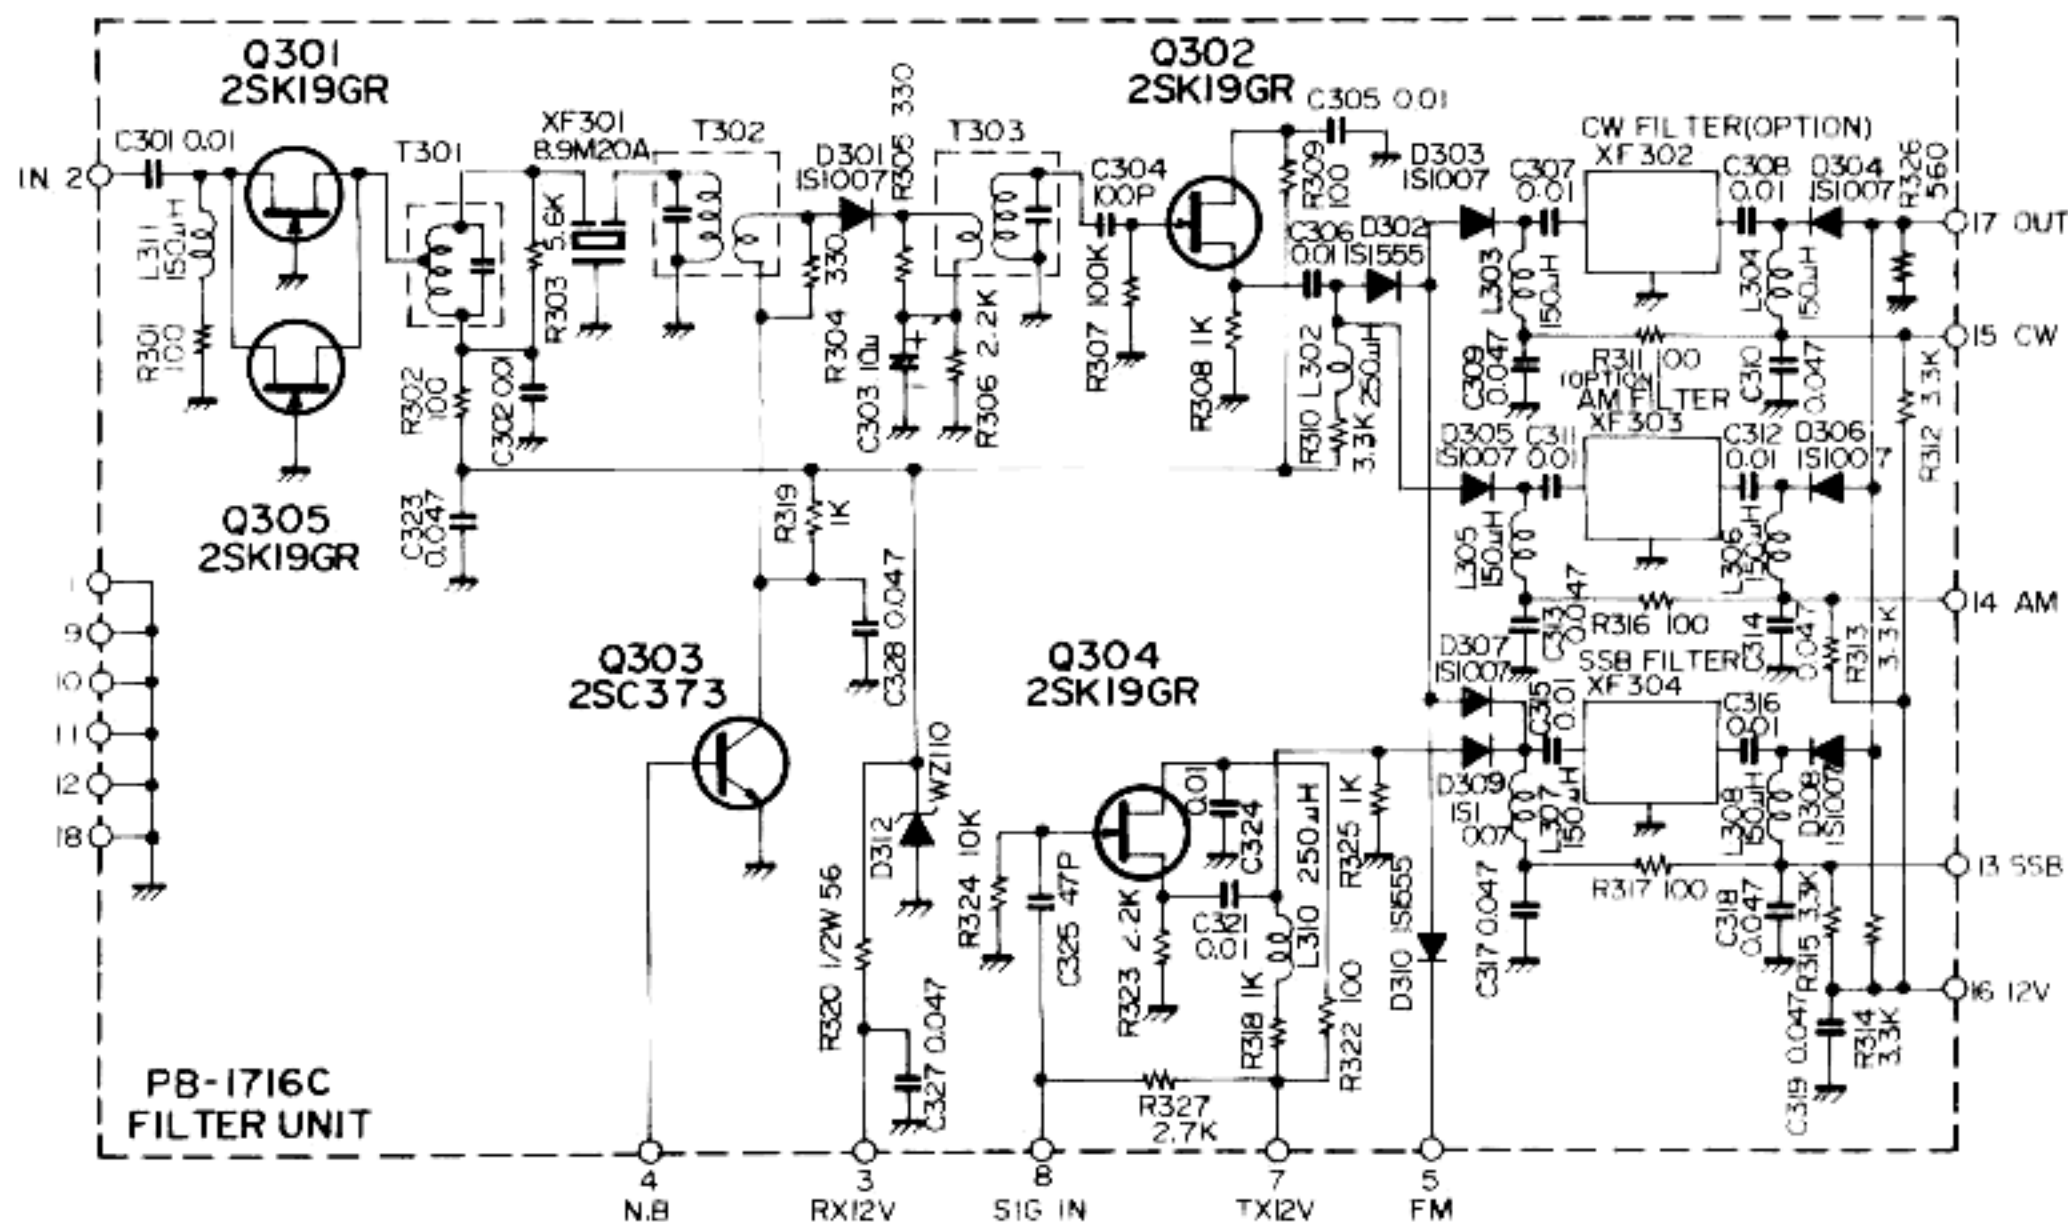 Q301
2SK19GR
Q302
2SK19GR
C301 0.01
IN 2
L311
150μH
R301
100
T301
XF301
8.9M20A
T302
D301
1S1007
R305 330
T303
C304
100P
C305 0.01
R309
100
D303
1S1007
CW FILTER(OPTION)
XF302
C307
0.01
C308
0.01
D304
1S1007
R326
560
17 OUT
5.6K
R303
R304 330
C303 10u
R306 2.2K
R307 100K
R308 1K
C306
0.01
D302
1S1555
R310
3.3K
L302
250μH
L303
150μH
L304
150μH
C309
0.047
R311 100
C310
0.047
15 CW
R312 3.3K
R302
100
C302 0.01
C323
0.047
Q305
2SK19GR
(OPTION)
AM FILTER
XF303
D305
1S1007
C311
0.01
C312
0.01
D306
1S1007
L305
150μH
L306
150μH
R316 100
C313
0.047
C314
0.047
R313
3.3K
14 AM
R319
1K
C328 0.047
Q303
2SC373
Q304
2SK19GR
D307
1S1007
SSB FILTER
XF304
C315
0.01
C316
0.01
D309
1S1
007
D308
1S1007
L307
150μH
L308
150μH
R317 100
13 SSB
C317 0.047
C318
0.047
R315 3.3K
16 12V
C319 0.047
R314
3.3K
1
9
10
11
12
18
D312
WZ110
R320 1/2W 56
C327 0.047
R324 10K
C325 47P
R323 2.2K
0.01
C324
C321
0.01
L310 250μH
R318 1K
R322 100
R325 1K
D310 1S1555
R327
2.7K
PB-1716C
FILTER UNIT
4
N.B
3
RX12V
8
SIG IN
7
TX12V
5
FM